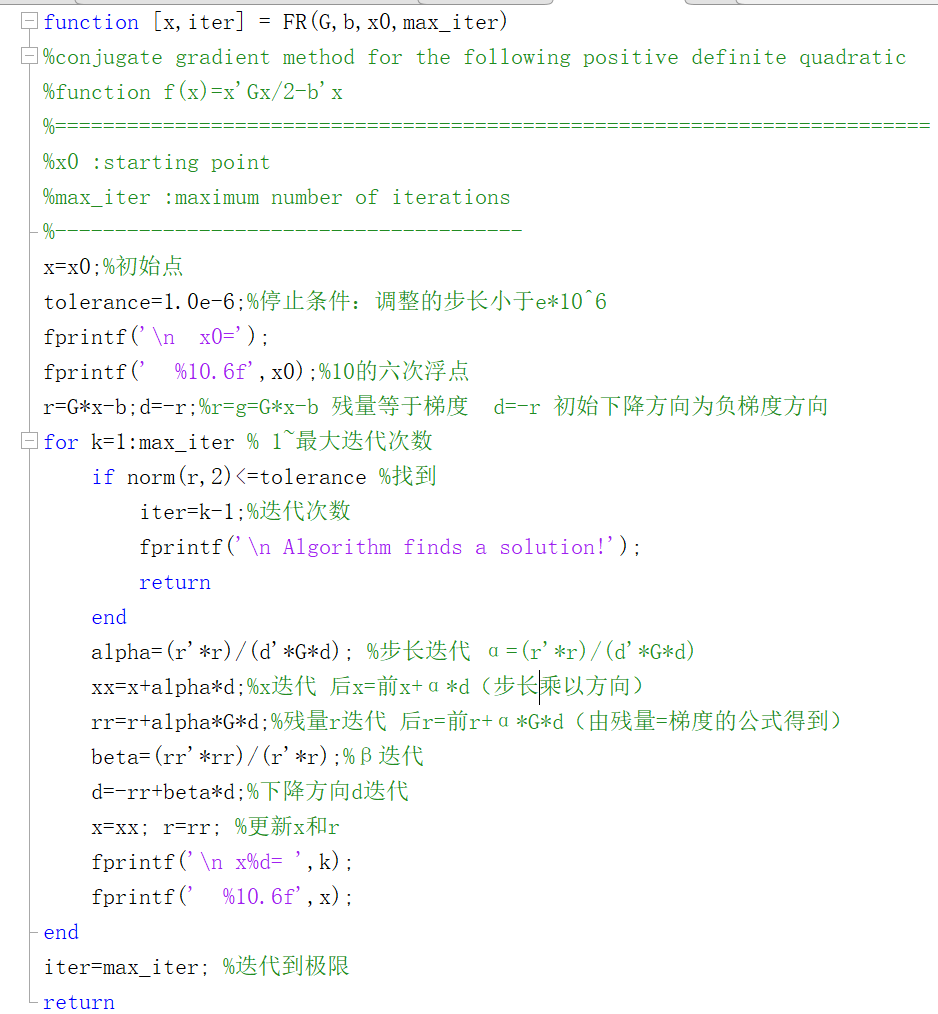 function [x,iter] = FR(G,b,x0,max_iter)
%conjugate gradient method for the following positive definite quadratic
%function f(x)=x'Gx/2-b'x
%=========================================================================
%x0 :starting point
%max_iter :maximum number of iterations
%---------------------------------------
x=x0;%初始点
tolerance=1.0e-6;%停止条件：调整的步长小于e*10^6
fprintf('\n  x0=');
fprintf('  %10.6f',x0);%10的六次浮点
r=G*x-b;d=-r;%r=g=G*x-b 残量等于梯度  d=-r 初始下降方向为负梯度方向
for k=1:max_iter % 1~最大迭代次数
    if norm(r,2)<=tolerance %找到
        iter=k-1;%迭代次数
        fprintf('\n Algorithm finds a solution!');
        return
    end
    alpha=(r'*r)/(d'*G*d); %步长迭代 α=(r'*r)/(d'*G*d)
    xx=x+alpha*d;%x迭代 后x=前x+α*d（步长乘以方向）
    rr=r+alpha*G*d;%残量r迭代 后r=前r+α*G*d（由残量=梯度的公式得到）
    beta=(rr'*rr)/(r'*r);%β迭代
    d=-rr+beta*d;%下降方向d迭代
    x=xx; r=rr; %更新x和r
    fprintf('\n x%d= ',k);
    fprintf('  %10.6f',x);
end
iter=max_iter; %迭代到极限
return